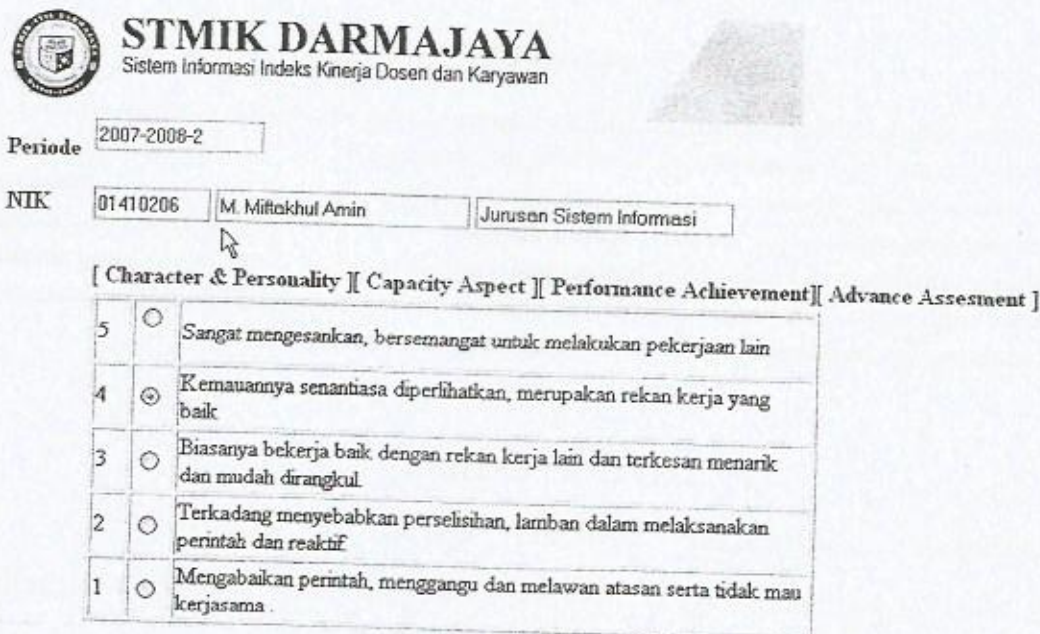 STMIK DARMAJAYA
Sistem Informasi Indeks Kinerja Dosen dan Karyawan
Periode 2007-2008-2
NIK 01410206 M. Miftakhul Amin Jurusan Sistem Informasi
[ Character & Personality ][ Capacity Aspect ][ Performance Achievement][ Advance Assesment ]
5 Sangat mengesankan, bersemangat untuk melakukan pekerjaan lain
4 Kemauannya senantiasa diperlihatkan, merupakan rekan kerja yang
baik
3 Biasanya bekerja baik dengan rekan kerja lain dan terkesan menarik
dan mudah dirangkul.
2 Terkadang menyebabkan perselisihan, lamban dalam melaksanakan
perintah dan reaktif.
1 Mengabaikan perintah, menggangu dan melawan atasan serta tidak mau
kerjasama .